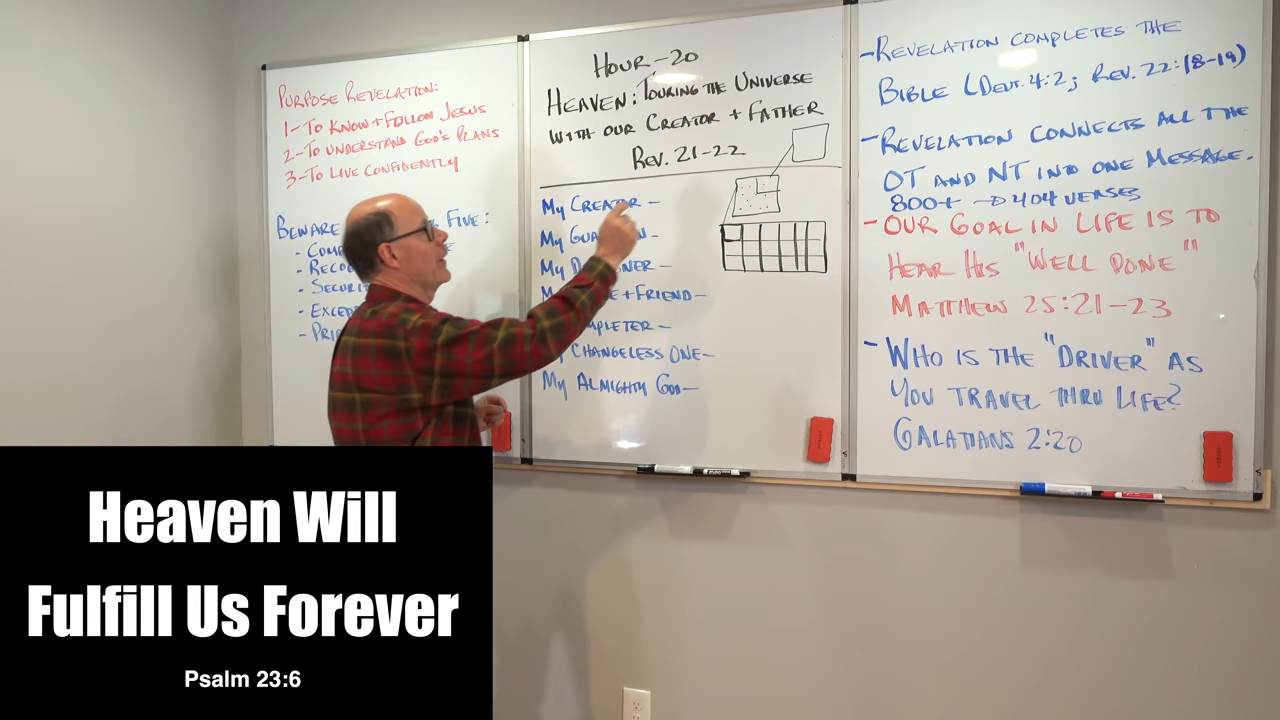 PURPOSE REVELATION:
1-TO KNOW+FOLLOW JESUS
2-TO UNDERSTAND GOD'S PLANS
3-TO LIVE CONFIDENTLY
BEWARE FIVE:
- 
- 
- 
- 
- 
HOUR-20
HEAVEN: TOURING THE UNIVERSE
WITH OUR CREATOR + FATHER
REV. 21-22
MY CREATOR-
MY
MY
+FRIEND-
CHANGELESS ONE-
MY ALMIGHTY GOD-
-REVELATION COMPLETES THE
BIBLE (DEUT. 4:2; REV. 22:18-19)
-REVELATION CONNECTS ALL THE
OT AND NT INTO ONE MESSAGE.
800+ → 404 VERSES
-OUR GOAL IN LIFE IS TO
HEAR HIS "WELL DONE"
MATTHEW 25:21-23
-WHO IS THE "DRIVER" AS
YOU TRAVEL THRU LIFE?
GALATIANS 2:20
Heaven Will
Fulfill Us Forever
Psalm 23:6